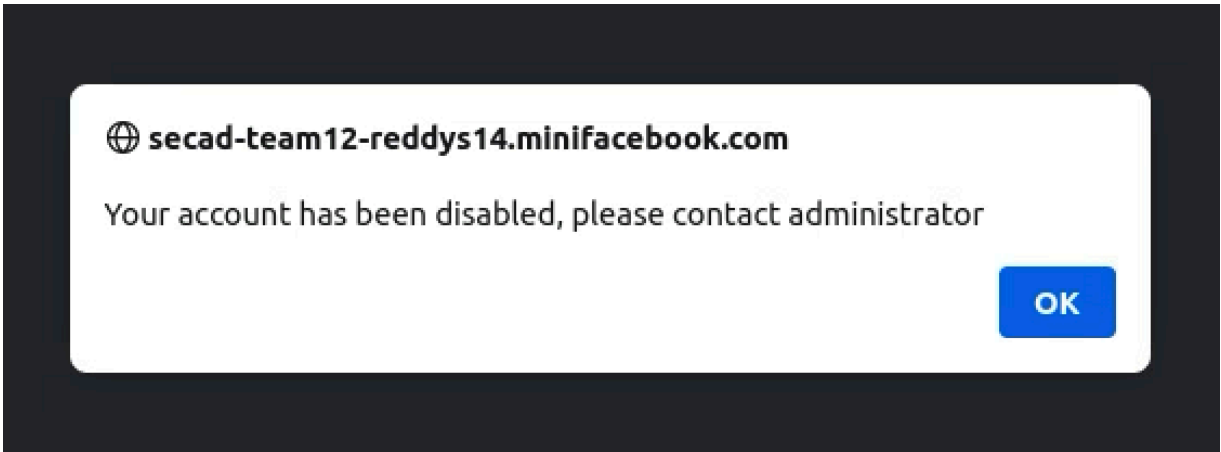 secad-team12-reddys14.minifacebook.com
Your account has been disabled, please contact administrator
OK